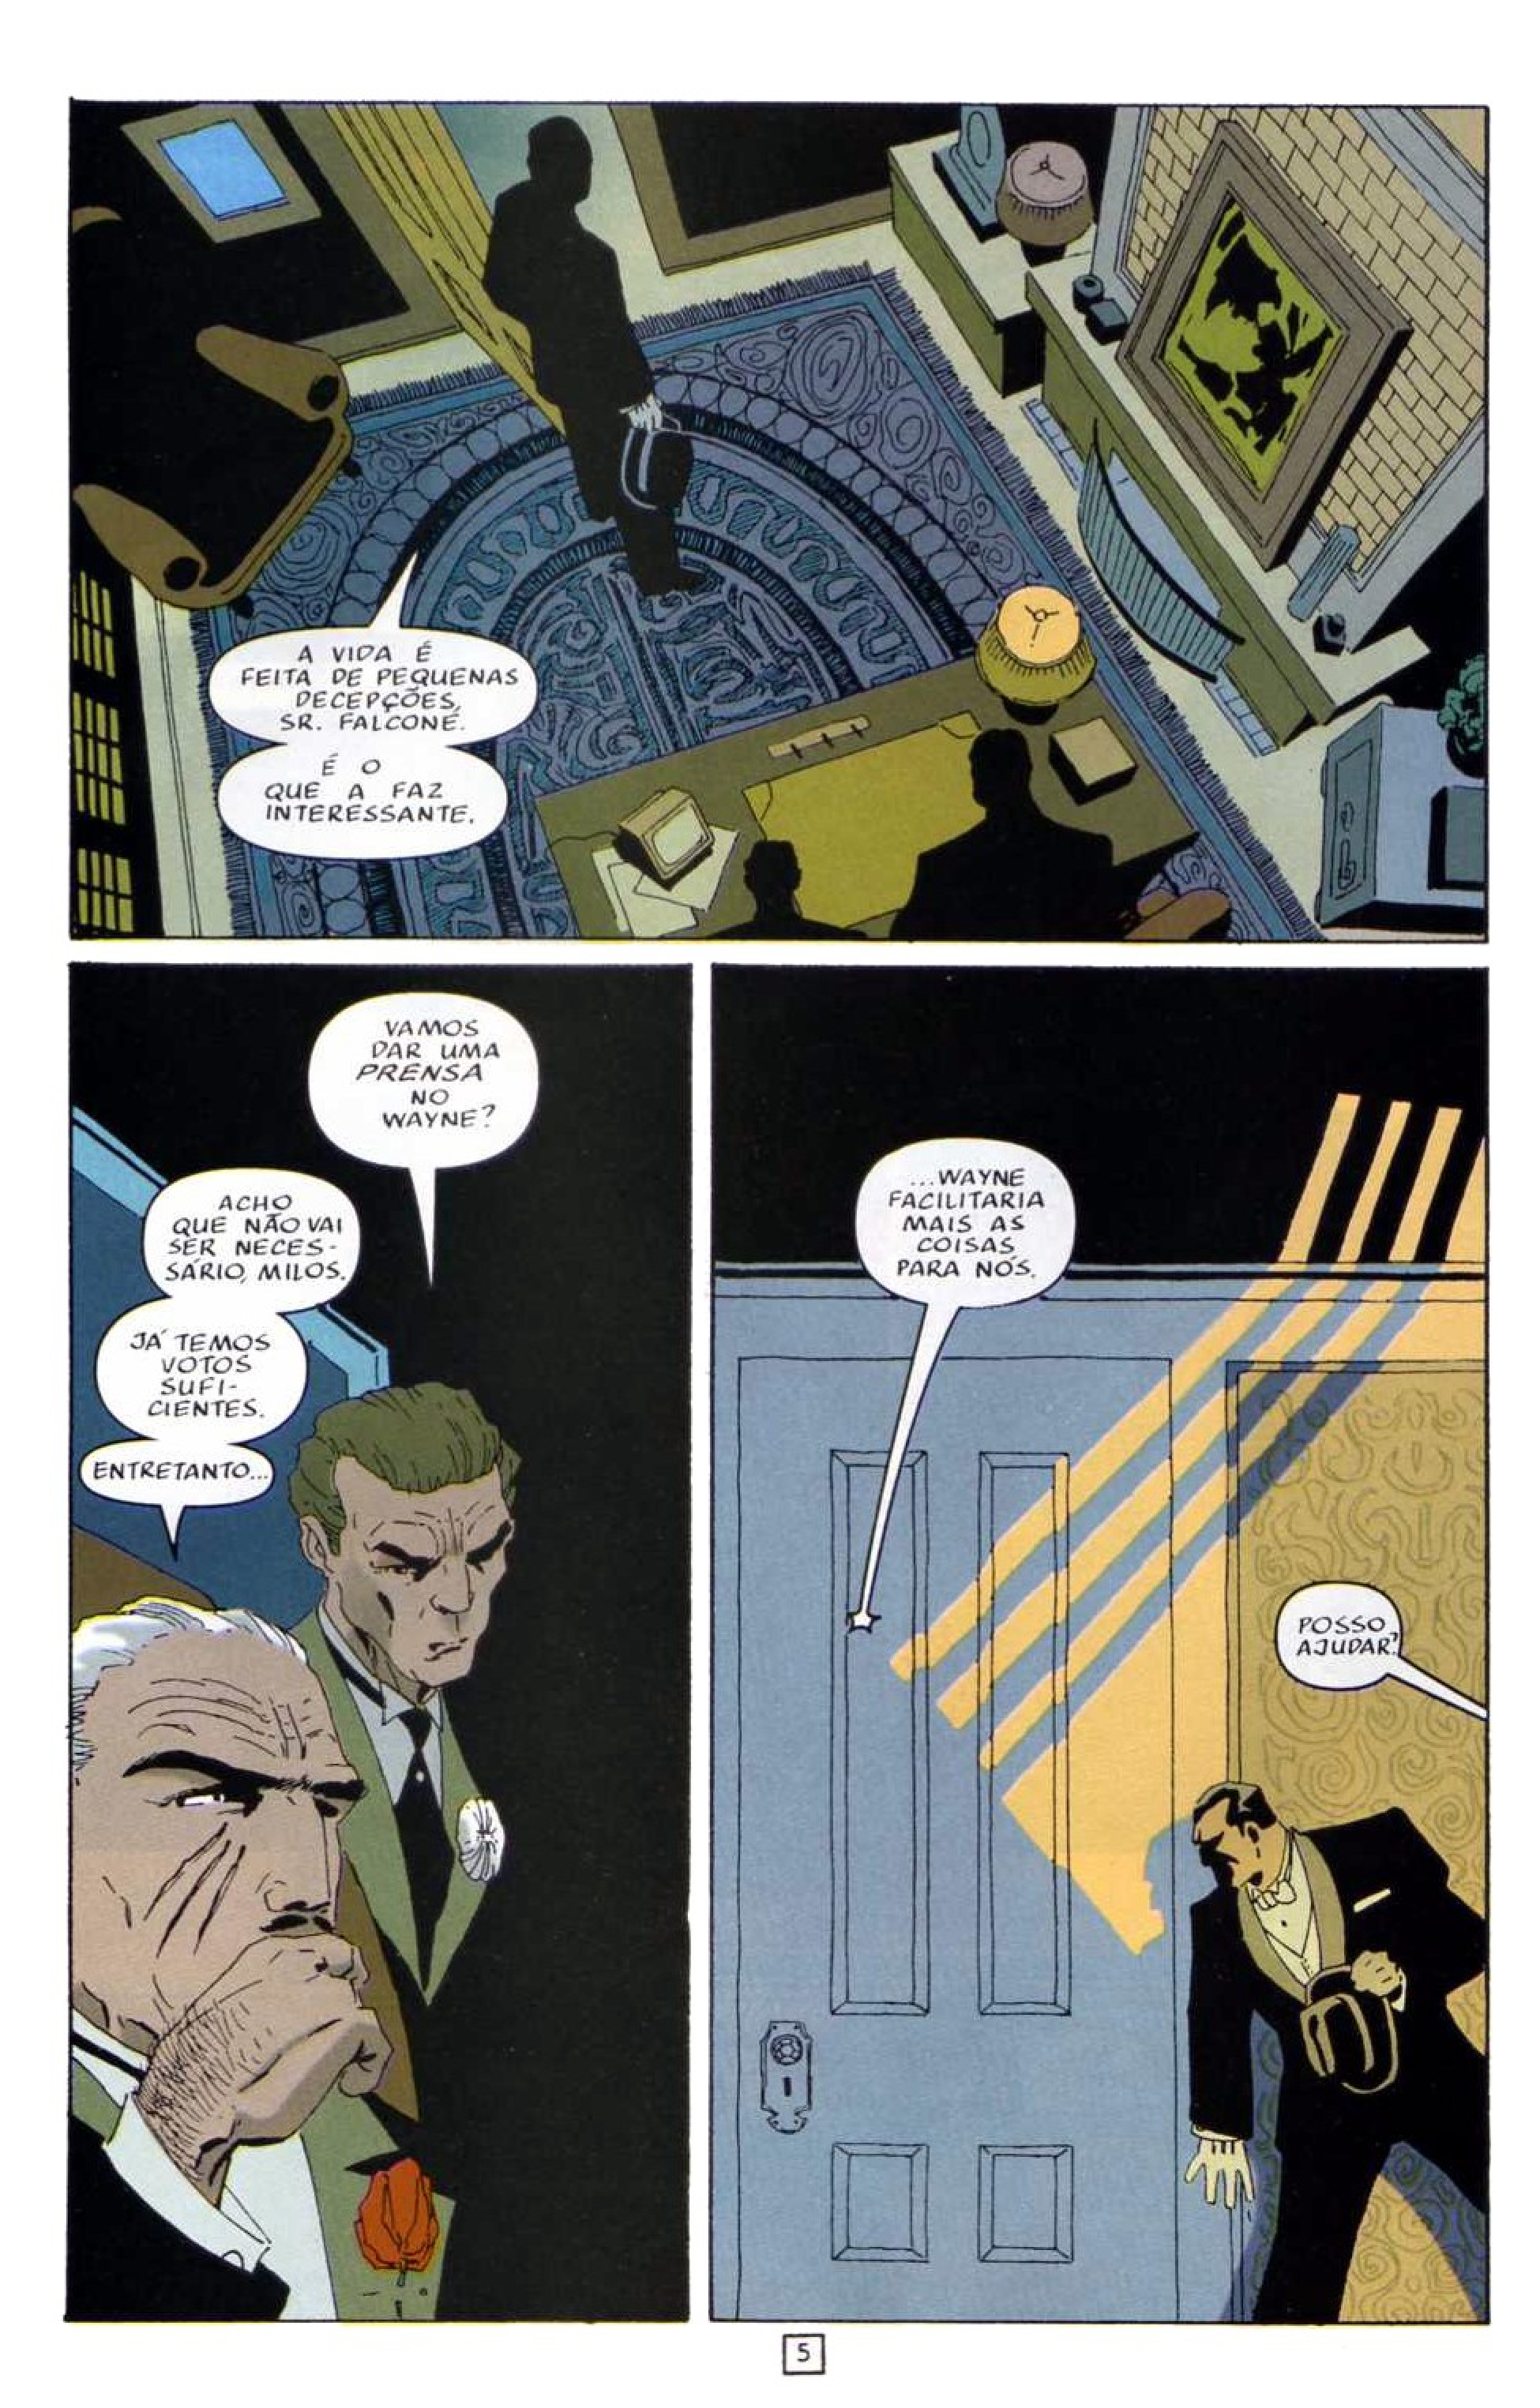 A VIDA É
FEITA DE PEQUENAS
DECEPÇÕES,
SR. FALCONE.
É O
QUE A FAZ
INTERESSANTE.
VAMOS
DAR UMA
PRENSA
NO
WAYNE?
ACHO
QUE NÃO VAI
SER NECES-
SÁRIO, MILOS.
JÁ TEMOS
VOTOS
SUFI-
CIENTES.
ENTRETANTO...
...WAYNE
FACILITARIA
MAIS AS
COISAS
PARA NÓS.
POSSO
AJUDAR?
5